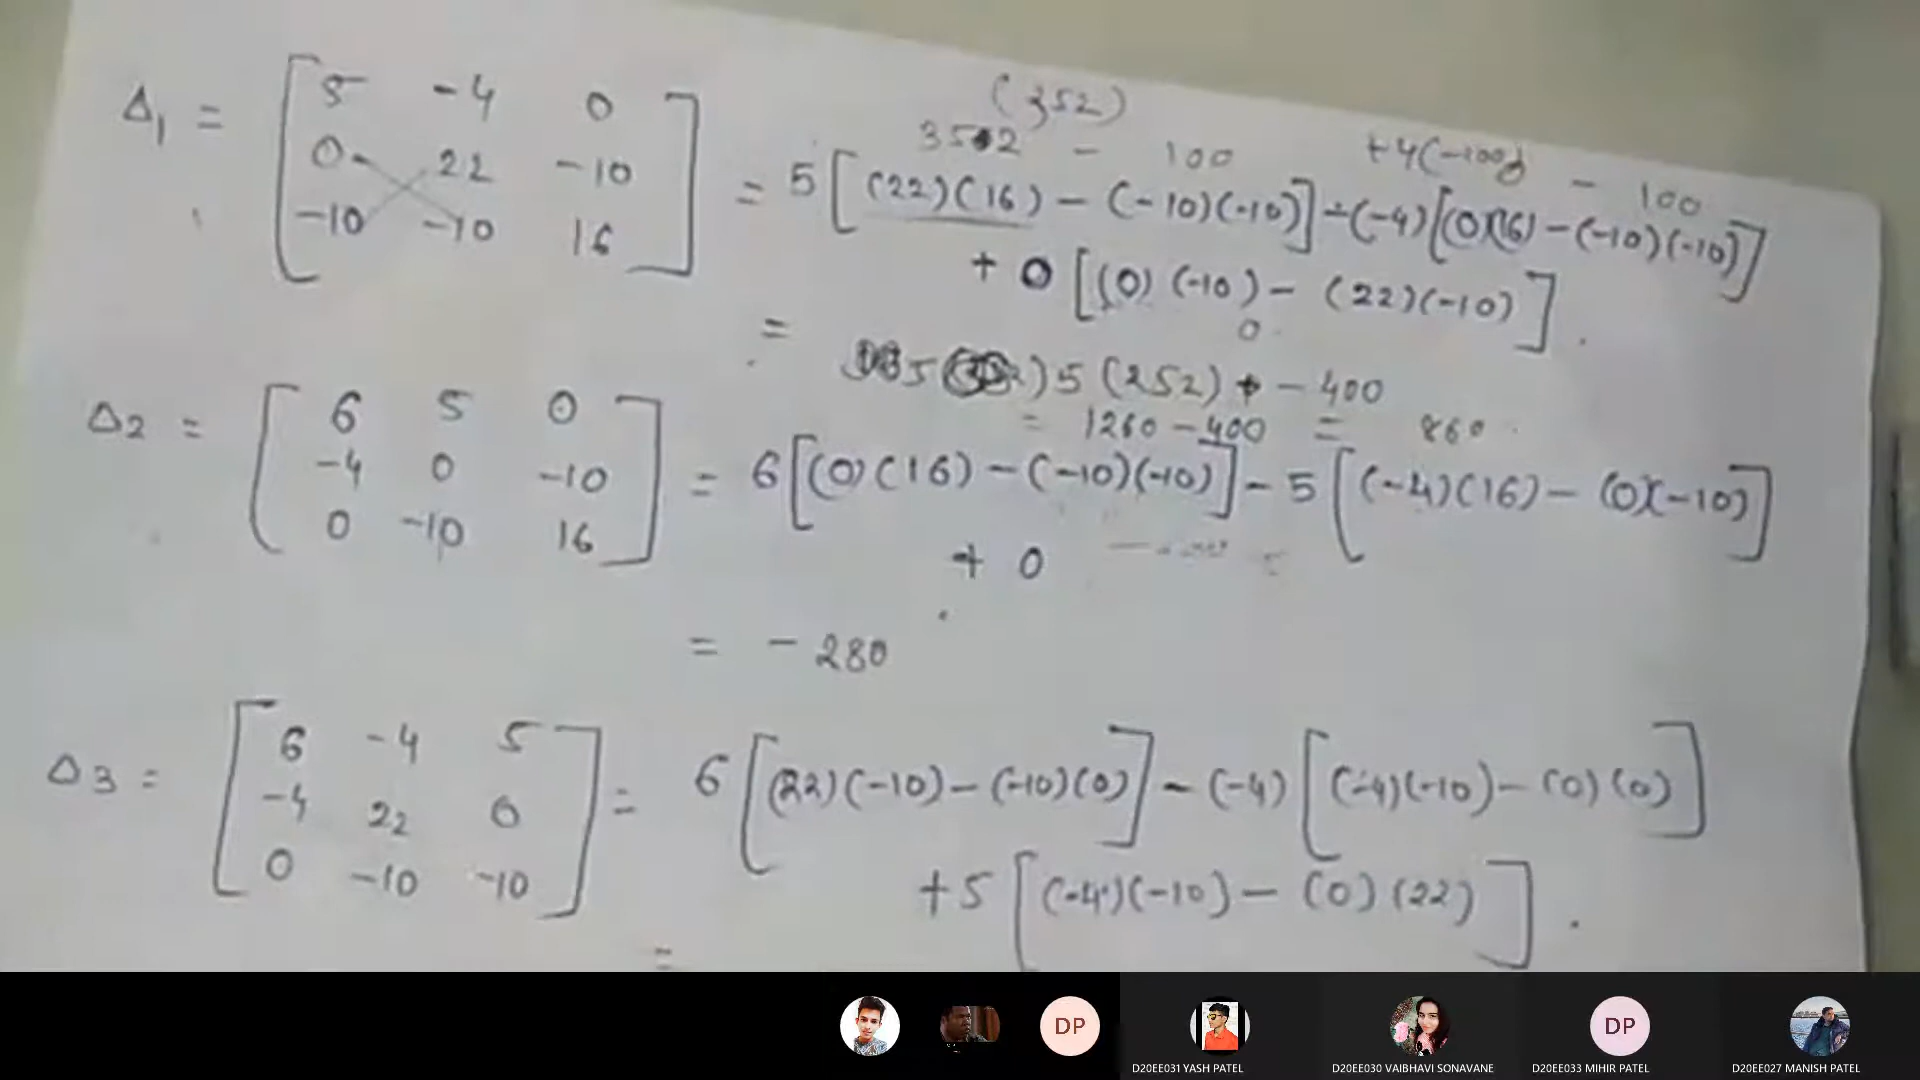 (352)
3502 - 100 +4(-100) - 100
Δ1 = [ 5 -4 0
0 22 -10
-10 -10 16 ] = 5 [ (22)(16) - (-10)(-10) ] - (-4) [ (0)(16) - (-10)(-10) ]
+ 0 [ (0) (-10) - (22)(-10) ] .
0
=
5 (252) + - 400
= 1260 - 400 = 860
Δ2 = [ 6 5 0
-4 0 -10
0 -10 16 ] = 6 [ (0)(16) - (-10)(-10) ] - 5 [ (-4)(16) - (0)(-10) ]
+ 0
= - 280
Δ3 = [ 6 -4 5
-4 22 0
0 -10 -10 ] = 6 [ (22)(-10) - (-10)(0) ] - (-4) [ (-4)(-10) - (0)(0) ]
+5 [ (-4)(-10) - (0)(22) ] .
=
DP
DP
D20EE031 YASH PATEL
D20EE030 VAIBHAVI SONAVANE
D20EE033 MIHIR PATEL
D20EE027 MANISH PATEL